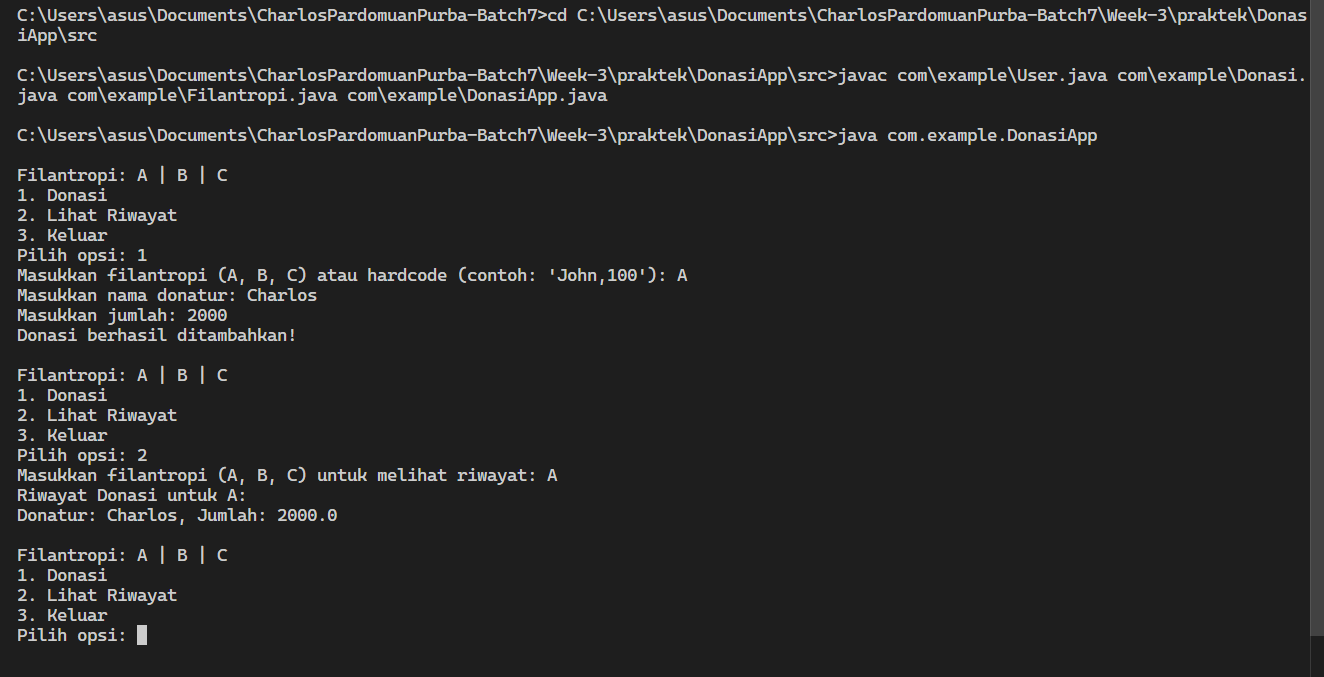 C:\Users\asus\Documents\CharlosPardomuanPurba-Batch7>cd C:\Users\asus\Documents\CharlosPardomuanPurba-Batch7\Week-3\praktek\Donas
iApp\src
C:\Users\asus\Documents\CharlosPardomuanPurba-Batch7\Week-3\praktek\DonasiApp\src>javac com\example\User.java com\example\Donasi.
java com\example\Filantropi.java com\example\DonasiApp.java
C:\Users\asus\Documents\CharlosPardomuanPurba-Batch7\Week-3\praktek\DonasiApp\src>java com.example.DonasiApp
Filantropi: A | B | C
1. Donasi
2. Lihat Riwayat
3. Keluar
Pilih opsi: 1
Masukkan filantropi (A, B, C) atau hardcode (contoh: 'John,100'): A
Masukkan nama donatur: Charlos
Masukkan jumlah: 2000
Donasi berhasil ditambahkan!
Filantropi: A | B | C
1. Donasi
2. Lihat Riwayat
3. Keluar
Pilih opsi: 2
Masukkan filantropi (A, B, C) untuk melihat riwayat: A
Riwayat Donasi untuk A:
Donatur: Charlos, Jumlah: 2000.0
Filantropi: A | B | C
1. Donasi
2. Lihat Riwayat
3. Keluar
Pilih opsi: